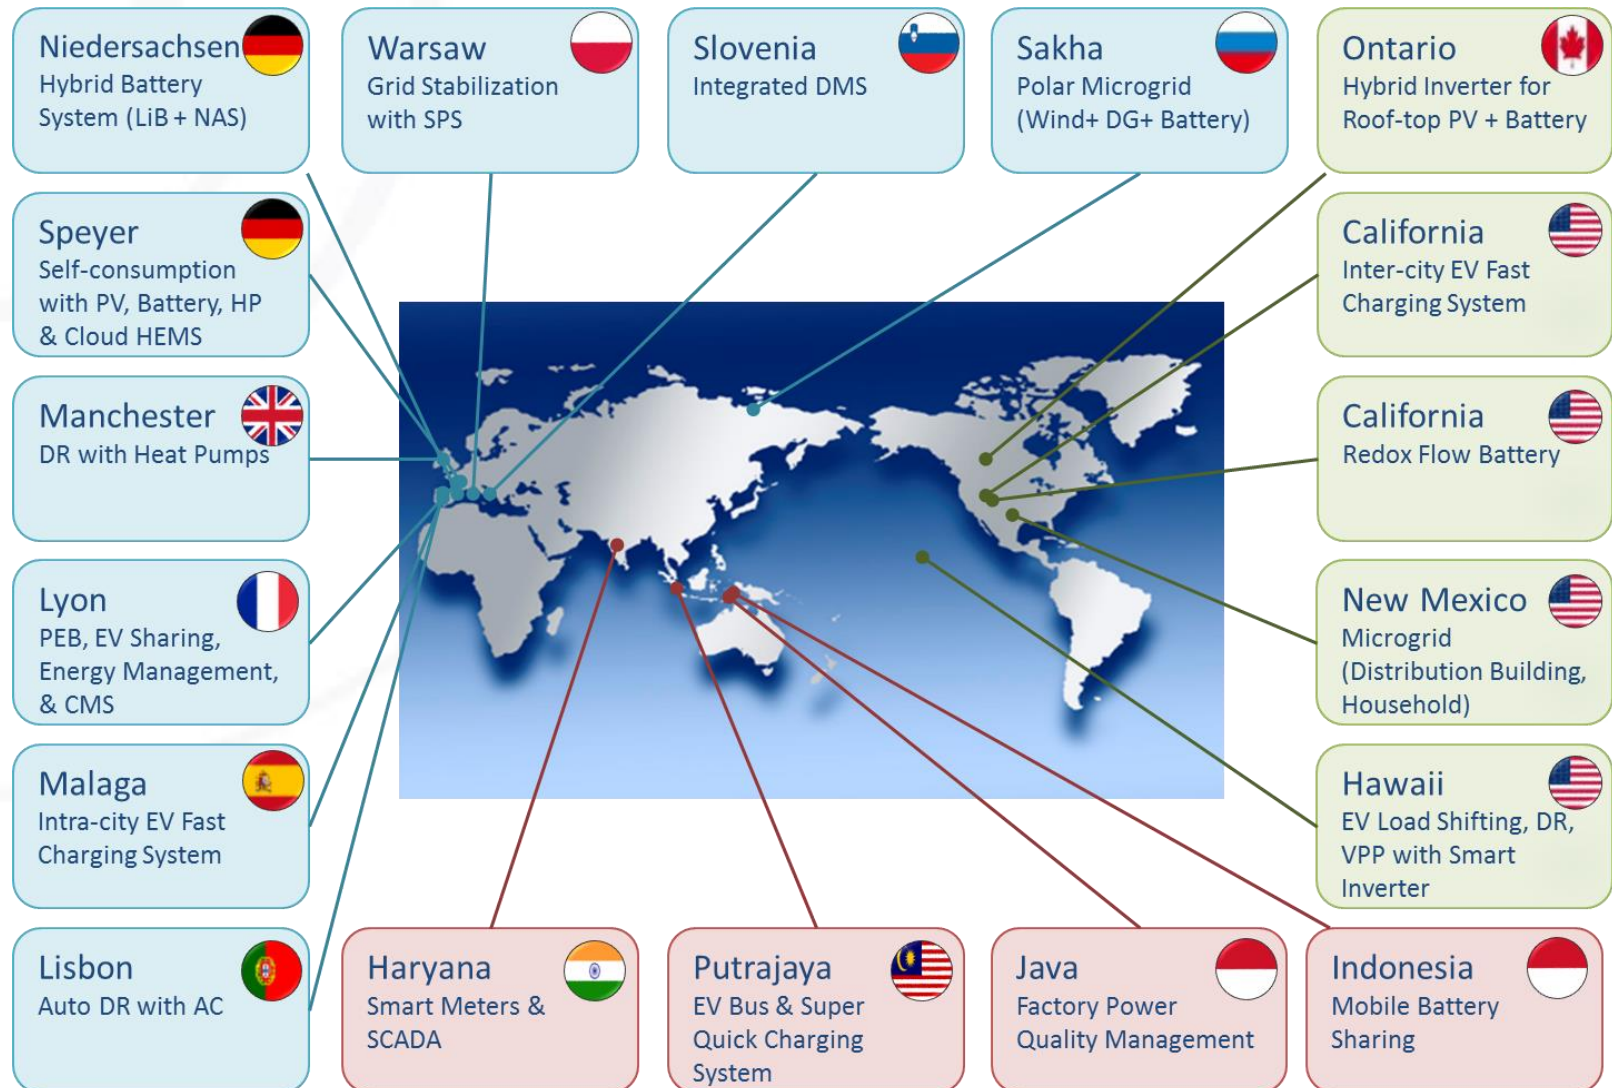 Niedersachsen
Hybrid Battery
System (LiB + NAS)
Warsaw
Grid Stabilization
with SPS
Slovenia
Integrated DMS
Sakha
Polar Microgrid
(Wind+ DG+ Battery)
Ontario
Hybrid Inverter for
Roof-top PV + Battery
Speyer
Self-consumption
with PV, Battery, HP
& Cloud HEMS
California
Inter-city EV Fast
Charging System
Manchester
DR with Heat Pumps
California
Redox Flow Battery
Lyon
PEB, EV Sharing,
Energy Management,
& CMS
New Mexico
Microgrid
(Distribution Building,
Household)
Malaga
Intra-city EV Fast
Charging System
Hawaii
EV Load Shifting, DR,
VPP with Smart
Inverter
Lisbon
Auto DR with AC
Haryana
Smart Meters &
SCADA
Putrajaya
EV Bus & Super
Quick Charging
System
Java
Factory Power
Quality Management
Indonesia
Mobile Battery
Sharing